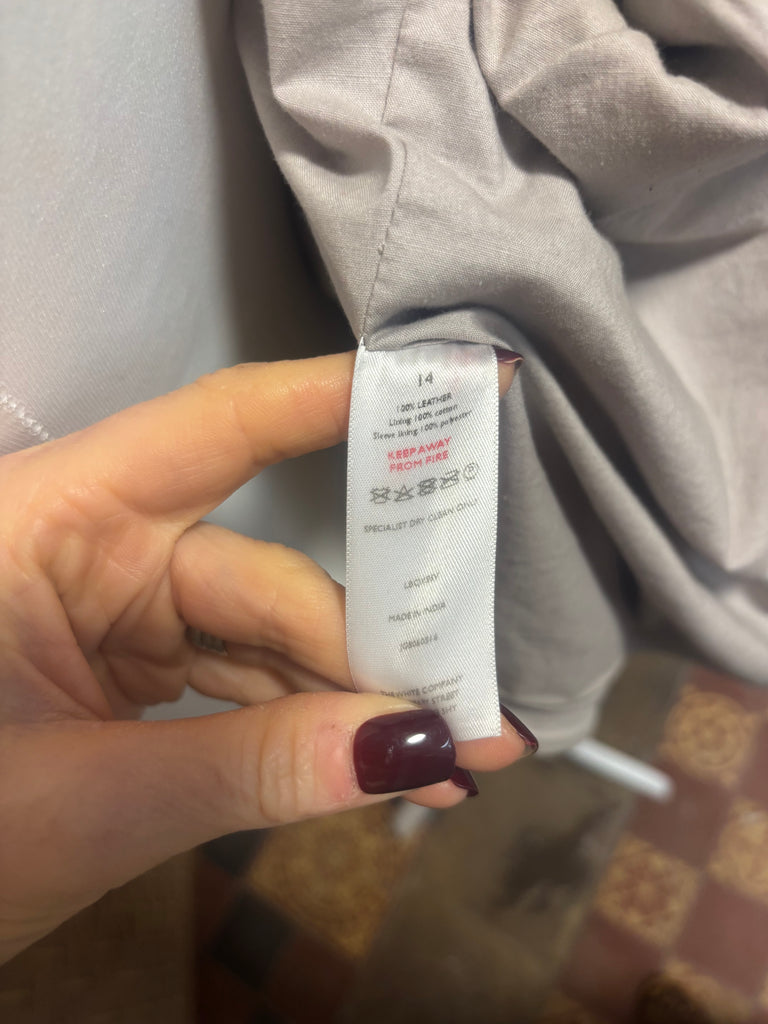 14
100% LEATHER
Lining 100% cotton
Sleeve lining 100% polyester
KEEP AWAY
FROM FIRE
SPECIALIST DRY CLEAN ONLY
MADE IN INDIA
THE WHITE COMPANY
STREET